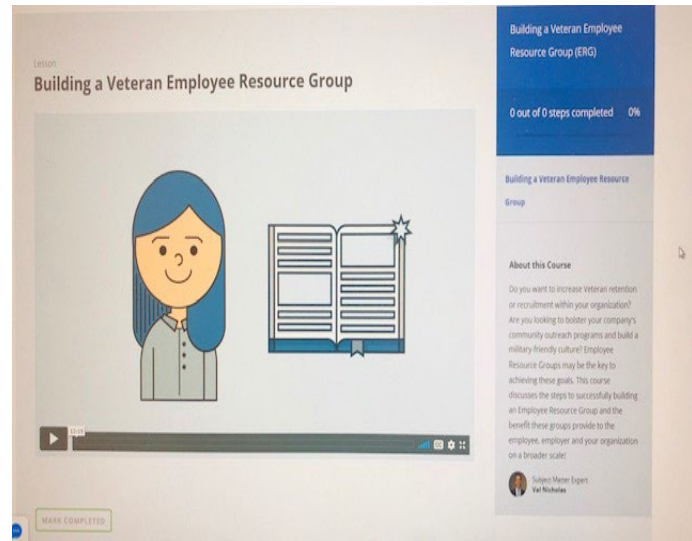 Lesson
Building a Veteran Employee Resource Group
12:19
CC
MARK COMPLETED
Building a Veteran Employee
Resource Group (ERG)
0 out of 0 steps completed 0%
Building a Veteran Employee Resource
Group
About this Course
Do you want to increase Veteran retention
or recruitment within your organization?
Are you looking to bolster your company's
community outreach programs and build a
military-friendly culture? Employee
Resource Groups may be the key to
achieving these goals. This course
discusses the steps to successfully building
an Employee Resource Group and the
benefit these groups provide to the
employee, employer and your organization
on a broader scale!
Subject Matter Expert
Val Nicholas